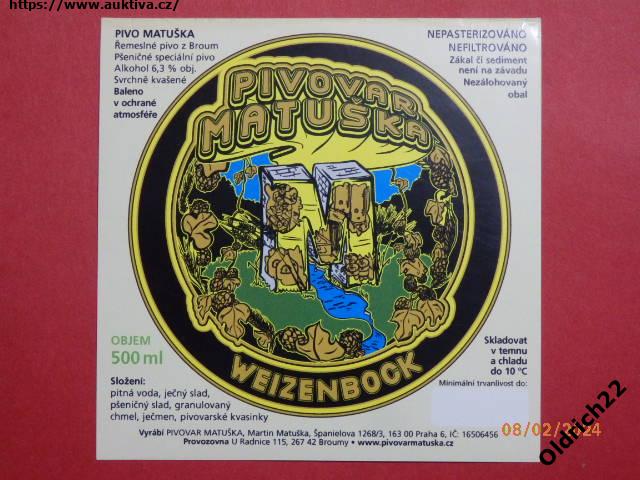 https://www.auktiva.cz/
PIVO MATUŠKA
Řemeslné pivo z Broum
Pšeničné speciální pivo
Alkohol 6,3 % obj.
Svrchně kvašené
Baleno
v ochranné
atmosféře
NEPASTERIZOVÁNO
NEFILTROVÁNO
Zákal či sediment
není na závadu
Nezálohovaný
obal
PIVOVAR
MATUŠKA
M
WEIZENBOCK
OBJEM
500 ml
Složení:
pitná voda, ječný slad,
pšeničný slad, granulovaný
chmel, ječmen, pivovarské kvasinky
Skladovat
v temnu
a chladu
do 10 °C
Minimální trvanlivost do:
Vyrábí PIVOVAR MATUŠKA, Martin Matuška, Španielova 1268/3, 163 00 Praha 6, IČ: 16506456
Provozovna U Radnice 115, 267 42 Broumy • www.pivovarmatuska.cz
08/02/2024
Oldrich22